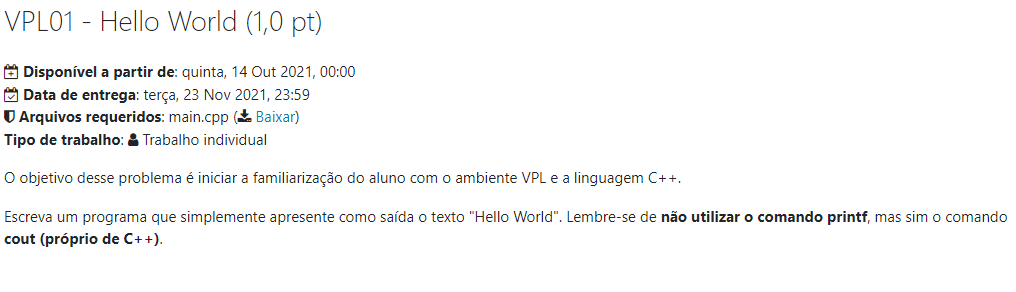 VPL01 - Hello World (1,0 pt)
Disponível a partir de: quinta, 14 Out 2021, 00:00
Data de entrega: terça, 23 Nov 2021, 23:59
Arquivos requeridos: main.cpp (Baixar)
Tipo de trabalho: Trabalho individual
O objetivo desse problema é iniciar a familiarização do aluno com o ambiente VPL e a linguagem C++.
Escreva um programa que simplemente apresente como saída o texto "Hello World". Lembre-se de não utilizar o comando printf, mas sim o comando
cout (próprio de C++).